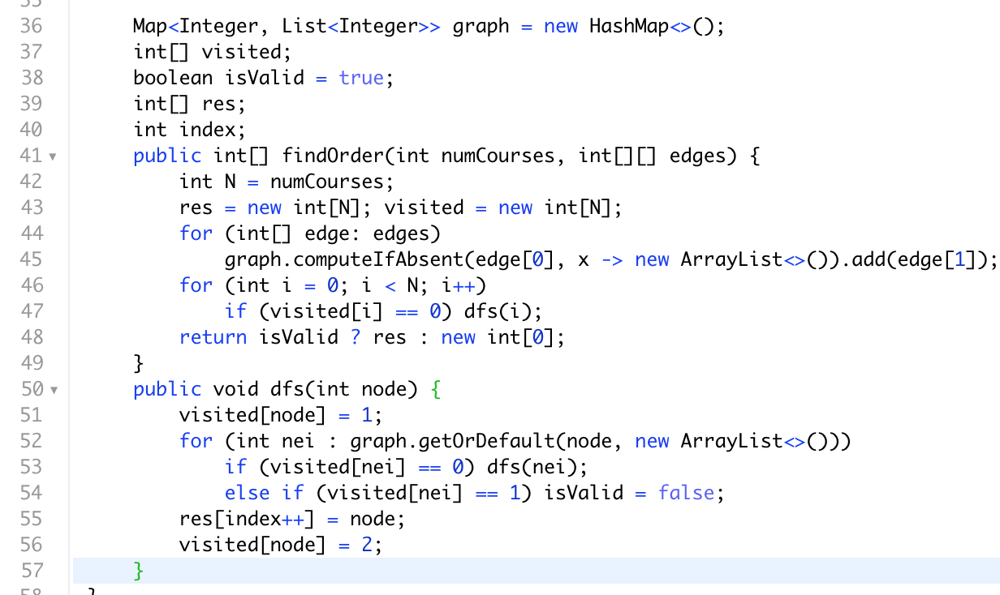 36 Map<Integer, List<Integer>> graph = new HashMap<>();
37 int[] visited;
38 boolean isValid = true;
39 int[] res;
40 int index;
41 public int[] findOrder(int numCourses, int[][] edges) {
42 int N = numCourses;
43 res = new int[N]; visited = new int[N];
44 for (int[] edge: edges)
45 graph.computeIfAbsent(edge[0], x -> new ArrayList<>()).add(edge[1]);
46 for (int i = 0; i < N; i++)
47 if (visited[i] == 0) dfs(i);
48 return isValid ? res : new int[0];
49 }
50 public void dfs(int node) {
51 visited[node] = 1;
52 for (int nei : graph.getOrDefault(node, new ArrayList<>()))
53 if (visited[nei] == 0) dfs(nei);
54 else if (visited[nei] == 1) isValid = false;
55 res[index++] = node;
56 visited[node] = 2;
57 }
58 }